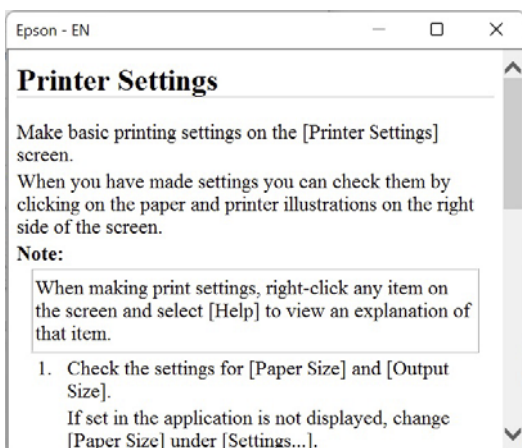 Epson - EN
Printer Settings
Make basic printing settings on the [Printer Settings]
screen.
When you have made settings you can check them by
clicking on the paper and printer illustrations on the right
side of the screen.
Note:
When making print settings, right-click any item on
the screen and select [Help] to view an explanation of
that item.
1. Check the settings for [Paper Size] and [Output
Size].
If set in the application is not displayed, change
[Paper Size] under [Settings...].